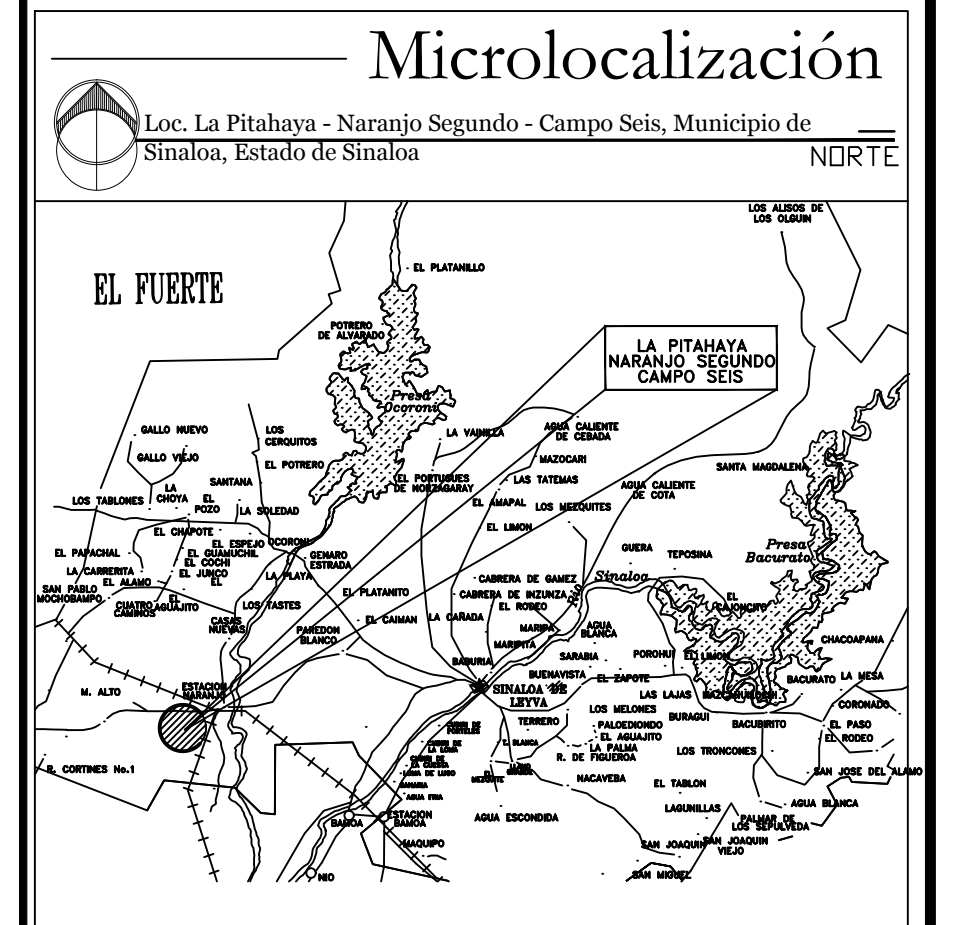 Microlocalización
Loc. La Pitahaya - Naranjo Segundo - Campo Seis, Municipio de
Sinaloa, Estado de Sinaloa
NORTE
LOS ALISOS DE
LOS OLGUIN
EL PLATANILLO
EL FUERTE
POTRERO
DE ALVARADO
LA PITAHAYA
NARANJO SEGUNDO
CAMPO SEIS
Presa
Ocoroni
GALLO NUEVO
LOS
CERQUITOS
LA VAINILLA
AGUA CALIENTE
DE CEBADA
GALLO VIEJO
EL POTRERO
MAZOCARI
SANTA MAGDALENA
LA
CHOYA
SANTANA
EL PORTUGUES
DE NORZAGARAY
LAS TATEMAS
AGUA CALIENTE
DE COTA
LOS TABLONES
EL
POZO
LA SOLEDAD
EL AMAPAL
LOS MEZQUITES
EL CHAPOTE
EL LIMON
EL ESPEJO
OCORONI
EL PAPACHAL
EL GUAMUCHIL
EL COCHI
GENARO
ESTRADA
GUERA
TEPOSINA
Presa
Bacurato
LA CARRERITA
EL JUNCO
LA PLAYA
EL ALAMO
EL
CABRERA DE GAMEZ
Sinaloa
SAN PABLO
MOCHOBAMPO
EL PLATANITO
CABRERA DE INZUNZA
RIO
EL
CAJONCITO
CUATRO
CAMINOS
EL
AGUAJITO
LOS TASTES
EL RODEO
CASAS
NUEVAS
EL CAIMAN
LA CAÑADA
PAREDON
BLANCO
MARIPA
AGUA
BLANCA
CHACOAPANA
MARIPITA
BABURIA
SARABIA
POROHUI
EL LIMON
M. ALTO
ESTACION
NARANJO
BUENAVISTA
EL ZAPOTE
BACURATO
LA MESA
SINALOA DE
LEYVA
LAS LAJAS
CORONADO
LOS MELONES
BURAGUI
BACUBIRITO
TERRERO
PALOEDIONDO
EL PASO
EL AGUAJITO
EL RODEO
LA PALMA
LOS TRONCONES
R. DE FIGUEROA
R. CORTINES No.1
NACAVEBA
EL TABLON
SAN JOSE DEL ALAMO
LA CUESTA
EL
MEZQUITE
LAGUNILLAS
AGUA BLANCA
BAMOA
ESTACION
BAMOA
AGUA ESCONDIDA
PALMAR DE
LOS SEPULVEDA
MAQUIPO
SAN JOAQUIN
SAN JOAQUIN
VIEJO
NIO
SAN MIGUEL